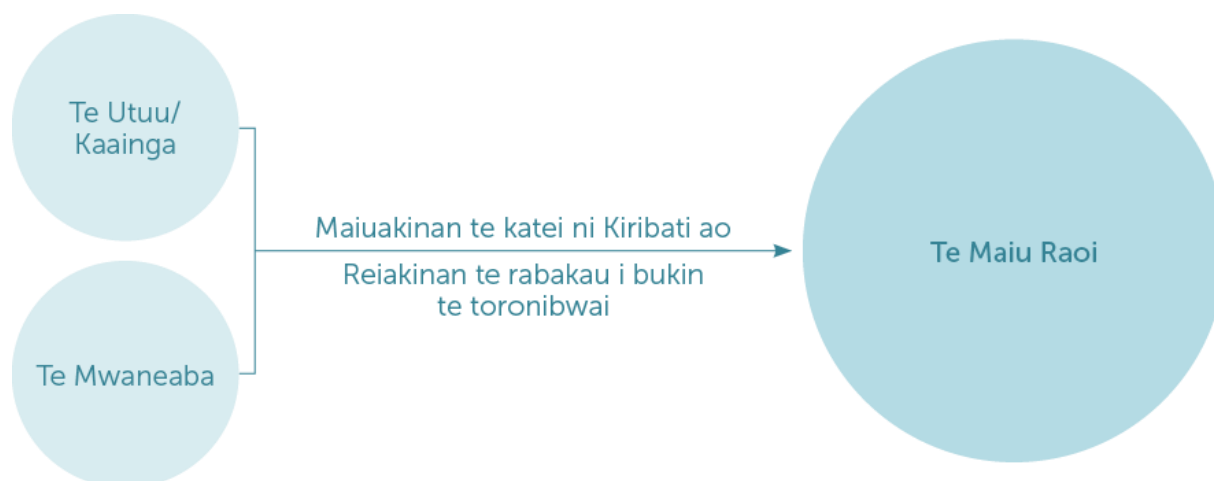 Te Utuu/
Kaainga
Maiuakinan te katei ni Kiribati ao
Reiakinan te rabakau i bukin
te toronibwai
Te Mwaneaba
Te Maiu Raoi